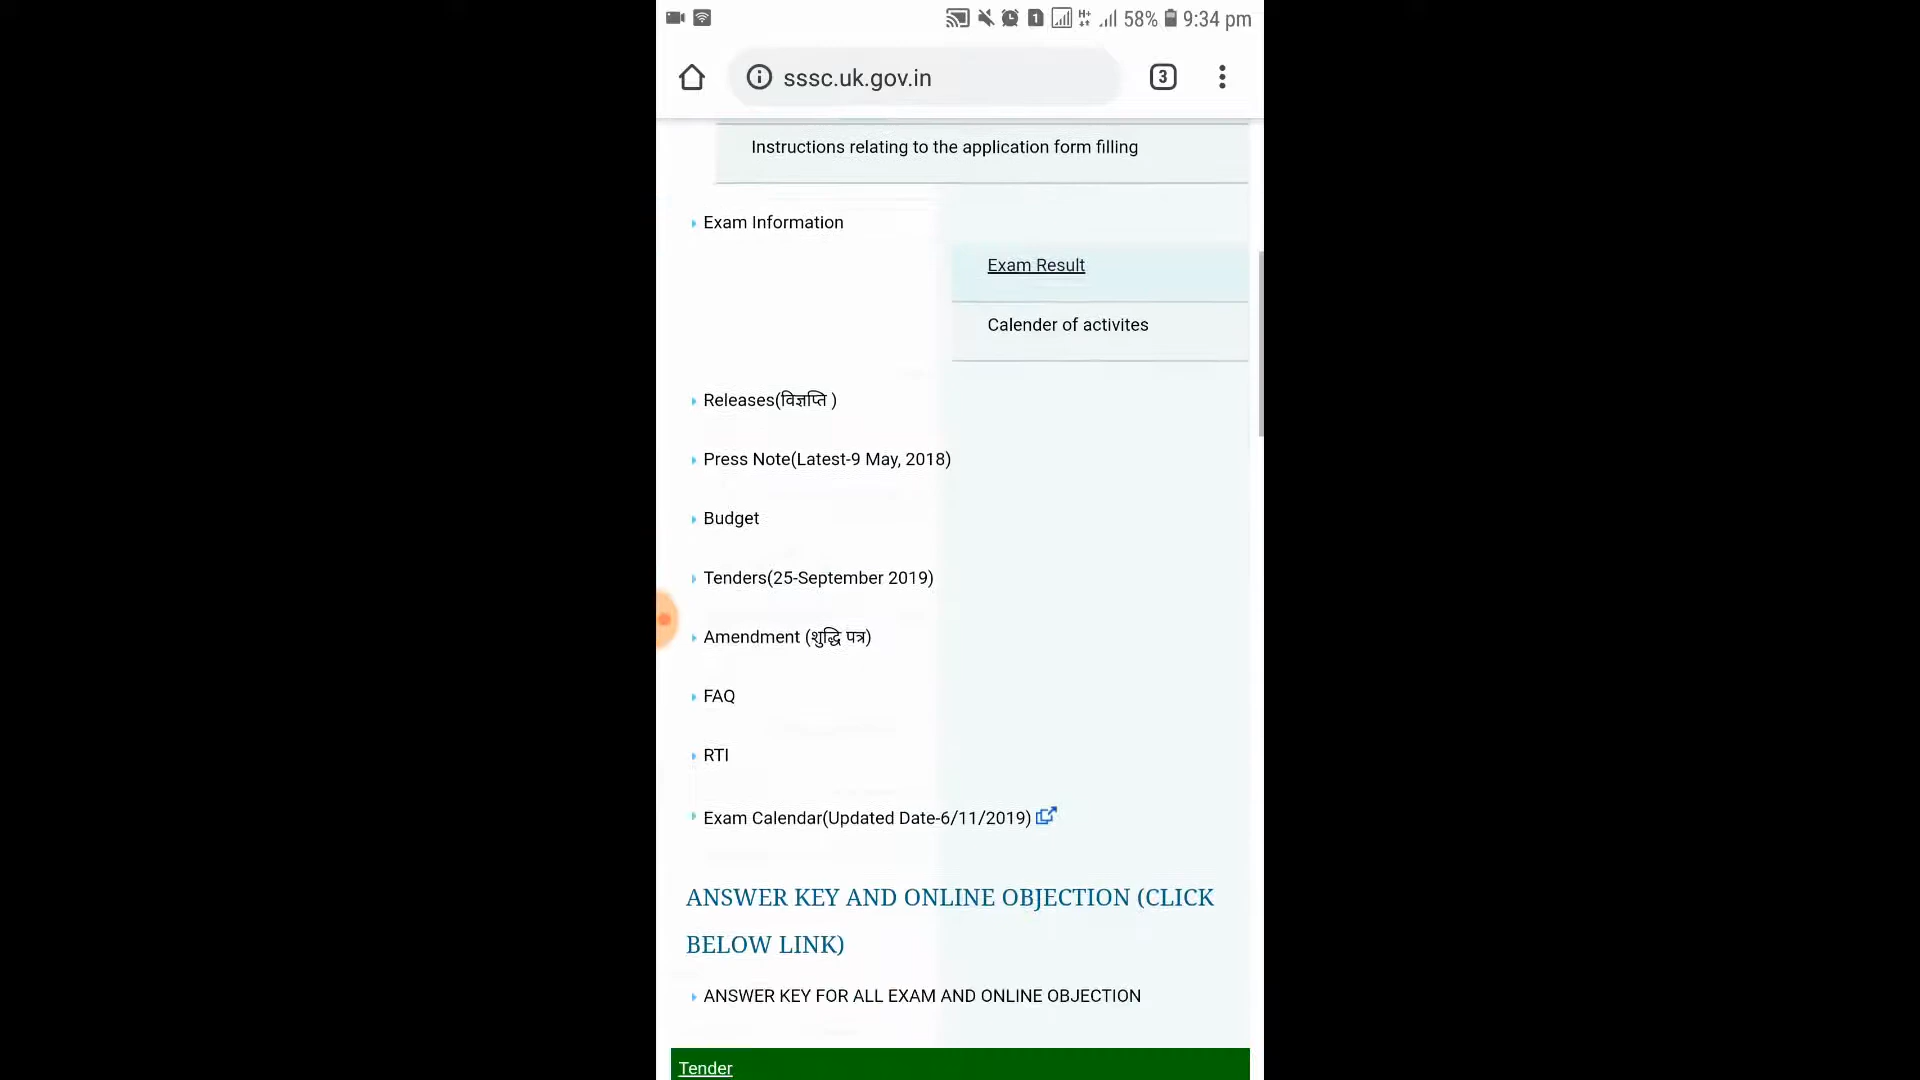 58% 9:34 pm
sssc.uk.gov.in
3
Instructions relating to the application form filling
Exam Information
Exam Result
Calender of activites
Releases(विज्ञप्ति )
Press Note(Latest-9 May, 2018)
Budget
Tenders(25-September 2019)
Amendment (शुद्धि पत्र)
FAQ
RTI
Exam Calendar(Updated Date-6/11/2019)
ANSWER KEY AND ONLINE OBJECTION (CLICK
BELOW LINK)
ANSWER KEY FOR ALL EXAM AND ONLINE OBJECTION
Tender